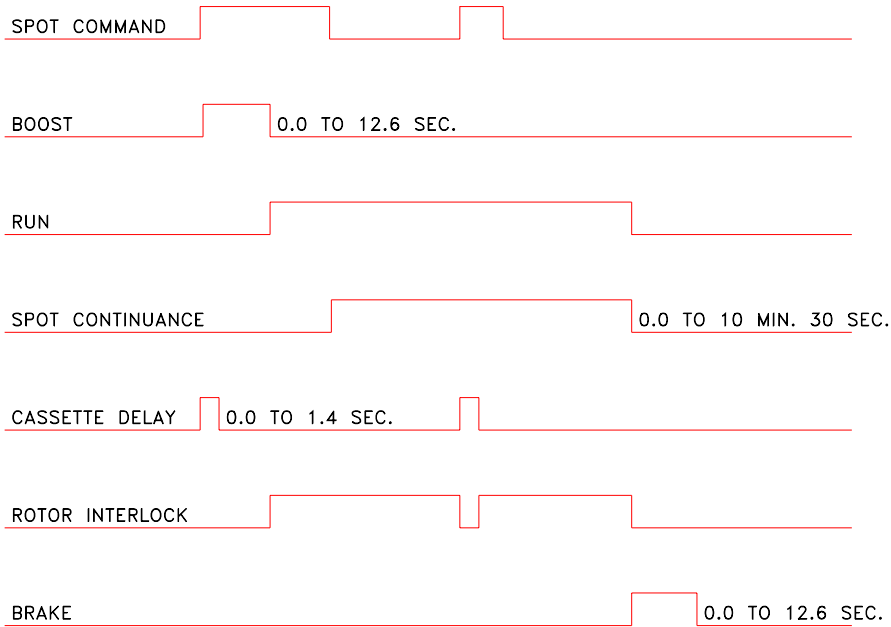 SPOT COMMAND
BOOST 0.0 TO 12.6 SEC.
RUN
SPOT CONTINUANCE 0.0 TO 10 MIN. 30 SEC.
CASSETTE DELAY 0.0 TO 1.4 SEC.
ROTOR INTERLOCK
BRAKE 0.0 TO 12.6 SEC.